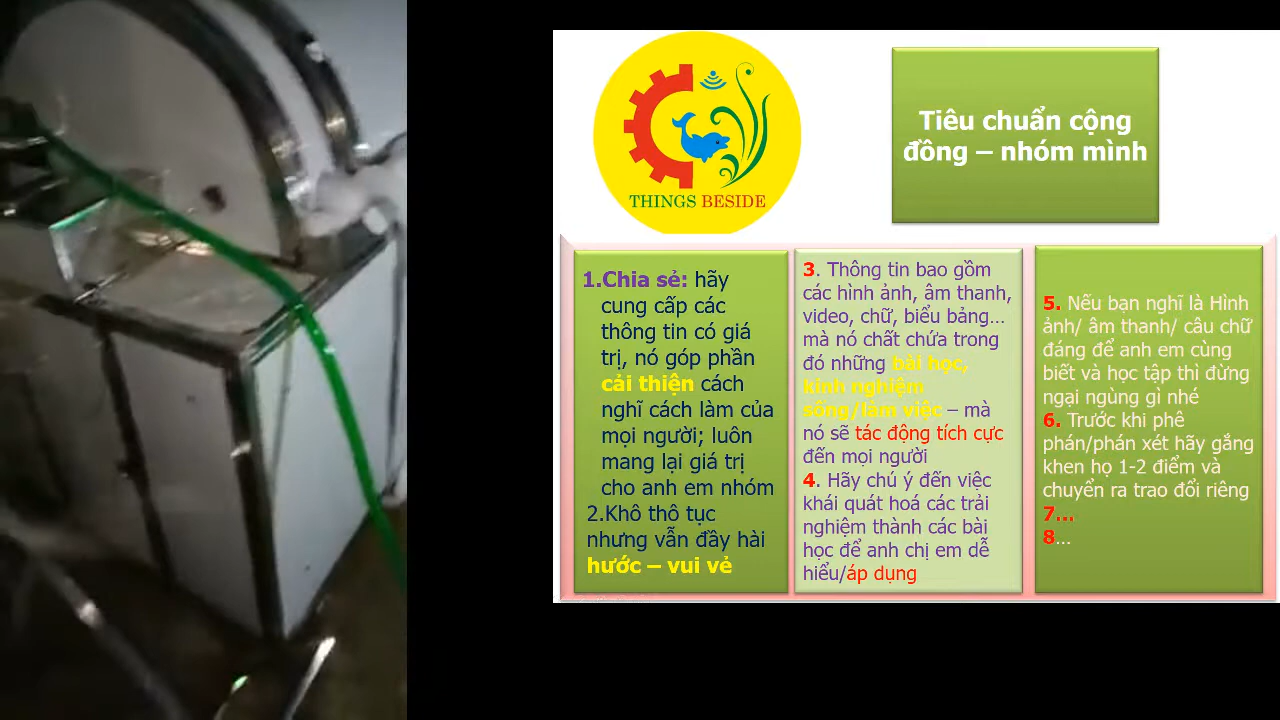 THINGS BESIDE
Tiêu chuẩn cộng
đồng – nhóm mình
1.Chia sẻ: hãy
cung cấp các
thông tin có giá
trị, nó góp phần
cải thiện cách
nghĩ cách làm của
mọi người; luôn
mang lại giá trị
cho anh em nhóm
2.Khô thô tục
nhưng vẫn đầy hài
hước – vui vẻ
3. Thông tin bao gồm
các hình ảnh, âm thanh,
video, chữ, biểu bảng...
mà nó chất chứa trong
đó những bài học,
kinh nghiệm
sống/làm việc – mà
nó sẽ tác động tích cực
đến mọi người
4. Hãy chú ý đến việc
khái quát hoá các trải
nghiệm thành các bài
học để anh chị em dễ
hiểu/áp dụng
5. Nếu bạn nghĩ là Hình
ảnh/ âm thanh/ câu chữ
đáng để anh em cùng
biết và học tập thì đừng
ngại ngùng gì nhé
6. Trước khi phê
phán/phán xét hãy gắng
khen họ 1-2 điểm và
chuyển ra trao đổi riêng
7...
8...